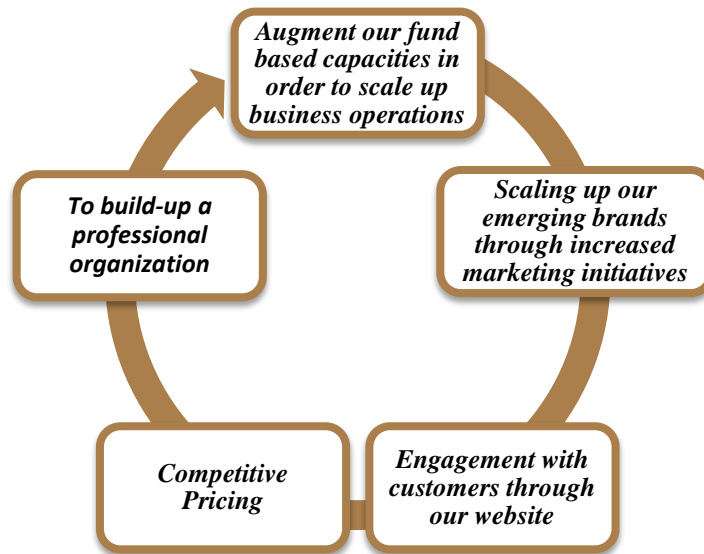 Augment our fund
based capacities in
order to scale up
business operations
Scaling up our
emerging brands
through increased
marketing initiatives
Engagement with
customers through
our website
Competitive
Pricing
To build-up a
professional
organization